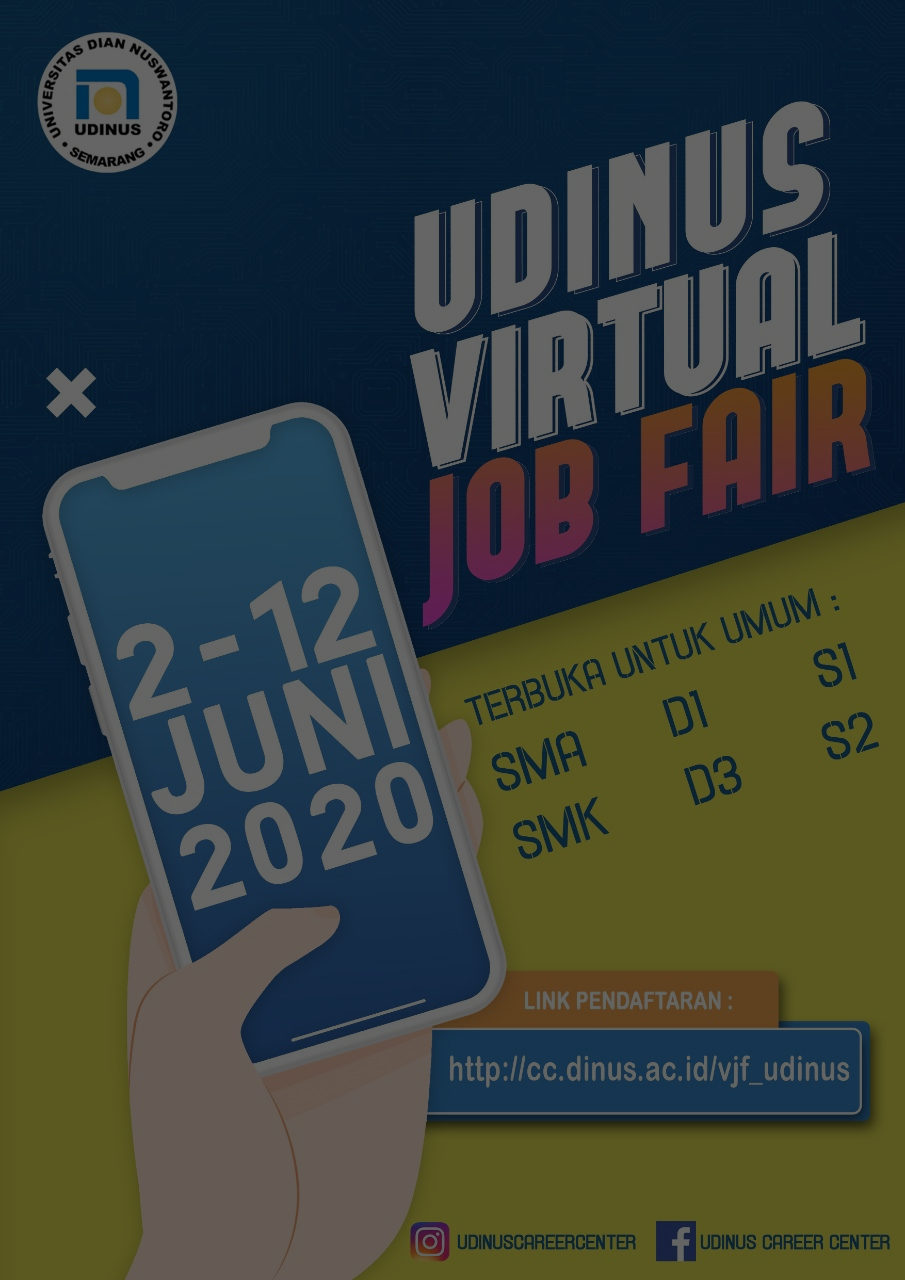 UNIVERSITAS DIAN NUSWANTORO
UDINUS
• SEMARANG •
UDINUS
VIRTUAL
JOB FAIR
2-12
JUNI
2020
TERBUKA UNTUK UMUM :
SMA D1 S1
SMK D3 S2
LINK PENDAFTARAN :
http://cc.dinus.ac.id/vjf_udinus
UDINUSCAREERCENTER
UDINUS CAREER CENTER